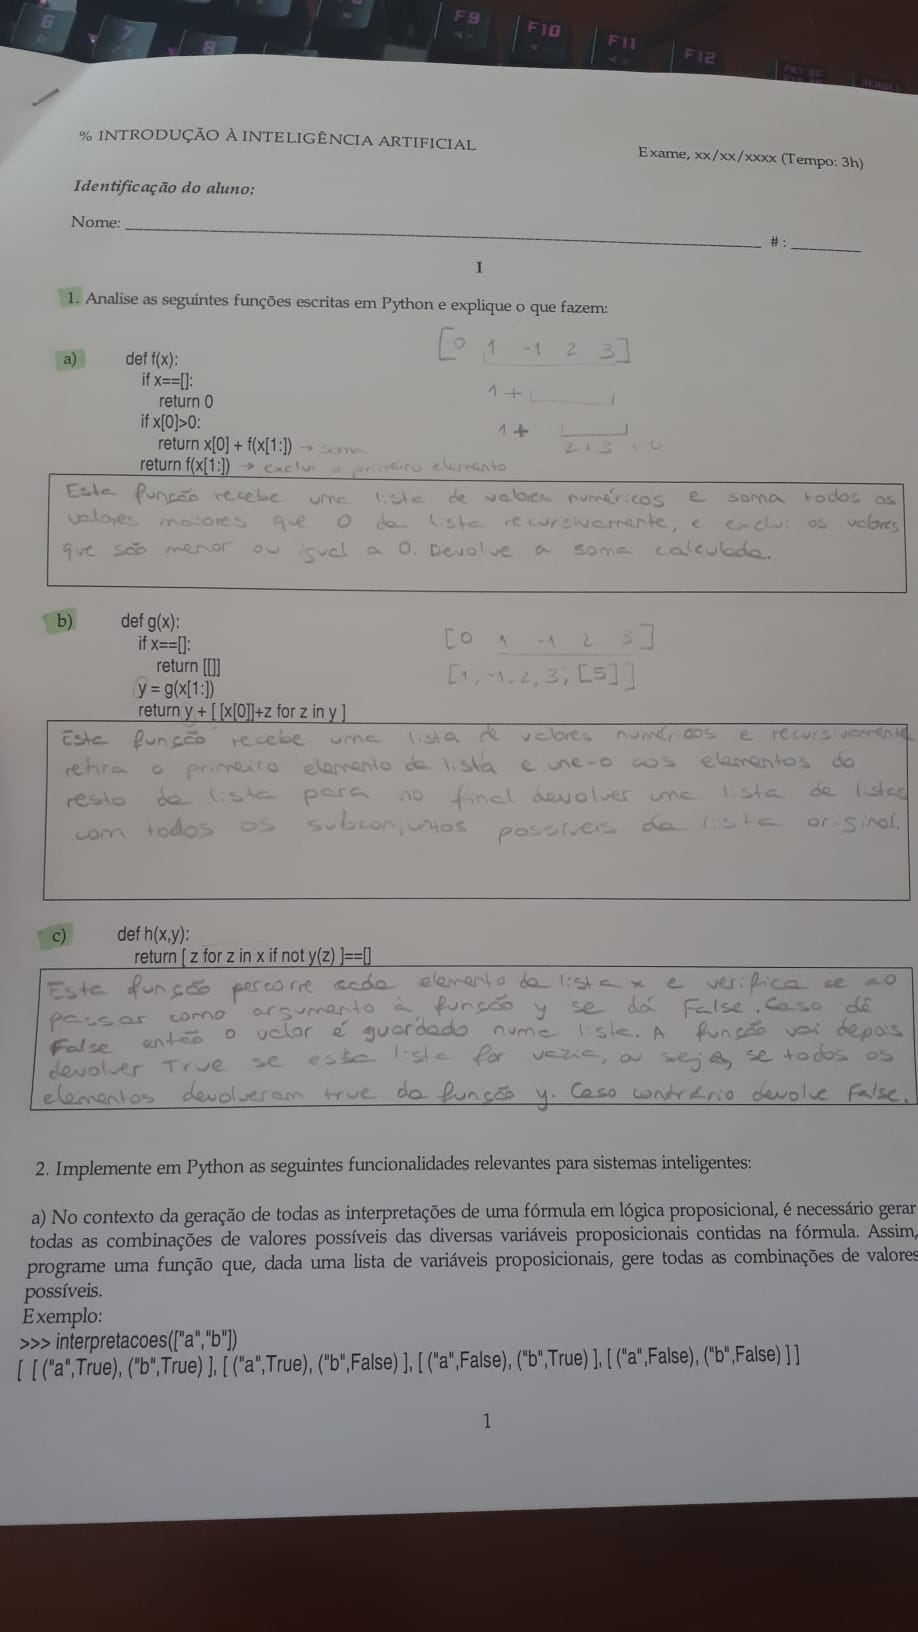 6
7
8
F9
F10
F11
F12
% INTRODUÇÃO À INTELIGÊNCIA ARTIFICIAL
Exame, xx/xx/xxxx (Tempo: 3h)
Identificação do aluno:
Nome: # :
I
1. Analise as seguintes funções escritas em Python e explique o que fazem:
[0 1 -1 2 3]
1 +
1 +
2 + 3 + 0
a) def f(x):
if x==[]:
return 0
if x[0]>0:
return x[0] + f(x[1:]) → soma
return f(x[1:]) → exclui o primeiro elemento
Esta função recebe uma lista de valores numéricos e soma todos os
valores maiores que 0 da lista recursivamente, e exclui os valores
que são menor ou igual a 0. Devolve a soma calculada.
b) def g(x):
if x==[]:
return [[]]
y = g(x[1:])
return y + [ [x[0]]+z for z in y ]
[0 1 -1 2 3]
[1, -1, 2, 3, [5]]
Esta função recebe uma lista de valores numéricos e recursivamente
retira o primeiro elemento da lista e une-o aos elementos do
resto da lista para no final devolver uma lista de listas
com todos os subconjuntos possíveis da lista original.
c) def h(x,y):
return [ z for z in x if not y(z) ]==[]
Esta função percorre cada elemento da lista x e verifica se ao
passar como argumento à função y se dá False. Caso dê
False então o valor é guardado numa lista. A função vai depois
devolver True se esta lista for vazia, ou seja, se todos os
elementos devolveram true da função y. Caso contrário devolve False.
2. Implemente em Python as seguintes funcionalidades relevantes para sistemas inteligentes:
a) No contexto da geração de todas as interpretações de uma fórmula em lógica proposicional, é necessário gerar
todas as combinações de valores possíveis das diversas variáveis proposicionais contidas na fórmula. Assim,
programe uma função que, dada uma lista de variáveis proposicionais, gere todas as combinações de valores
possíveis.
Exemplo:
>>> interpretacoes(["a","b"])
[ [ ("a",True), ("b",True) ], [ ("a",True), ("b",False) ], [ ("a",False), ("b",True) ], [ ("a",False), ("b",False) ] ]
1